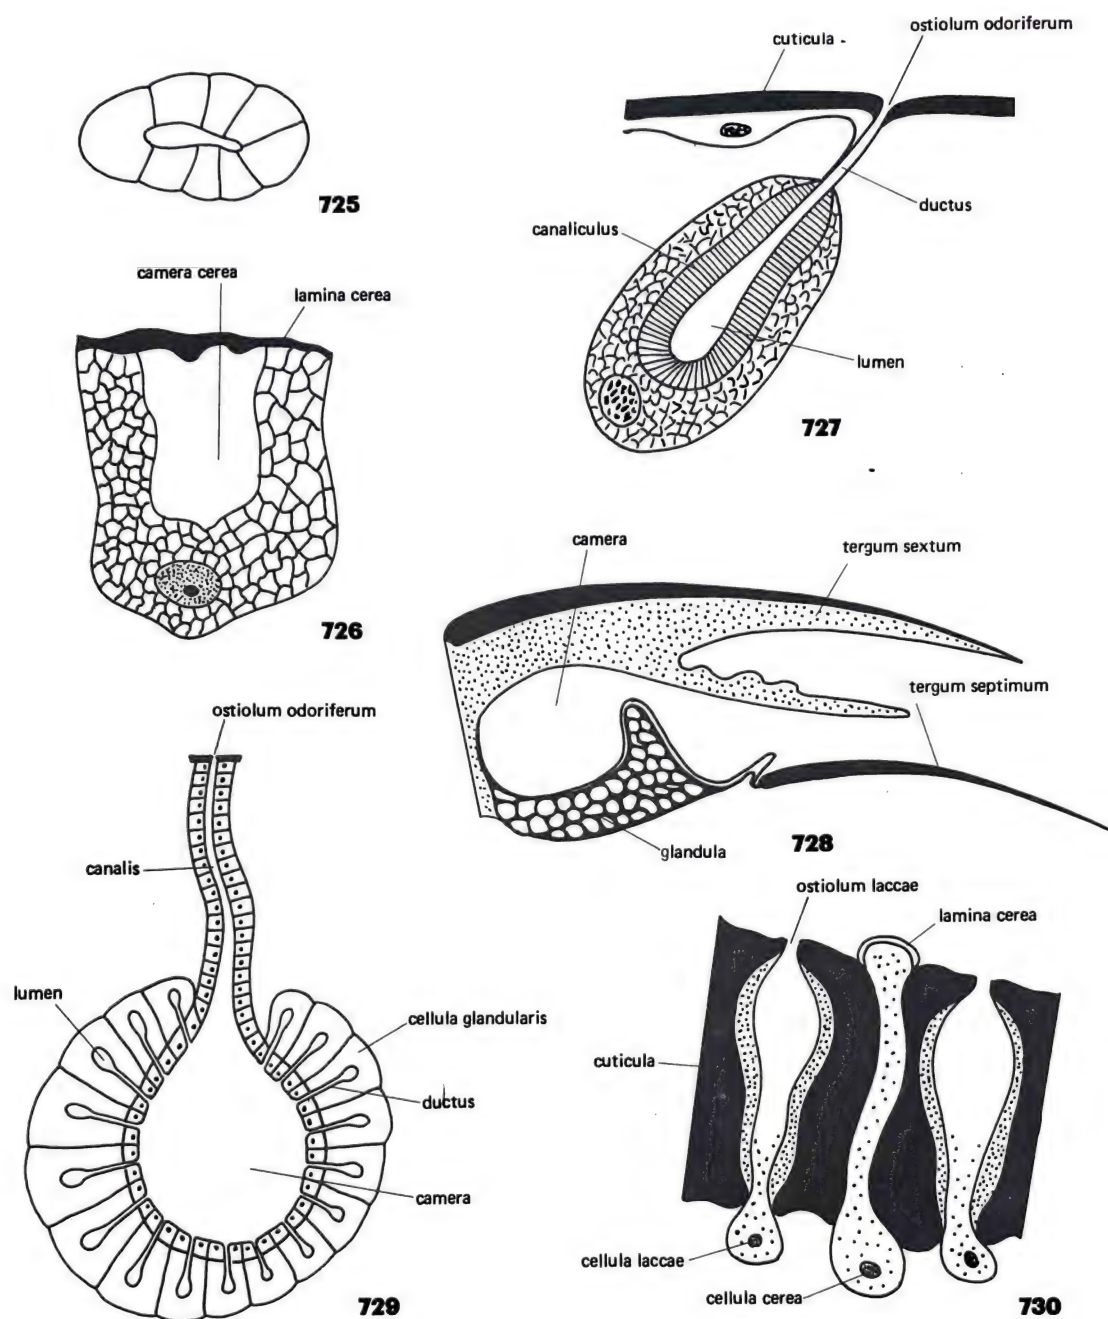 725
camera cerea
lamina cerea
726
cuticula
ostiolum odoriferum
canaliculus
ductus
lumen
727
camera
tergum sextum
tergum septimum
glandula
728
ostiolum odoriferum
canalis
lumen
cellula glandularis
ductus
camera
729
ostiolum laccae
lamina cerea
cuticula
cellula laccae
cellula cerea
730